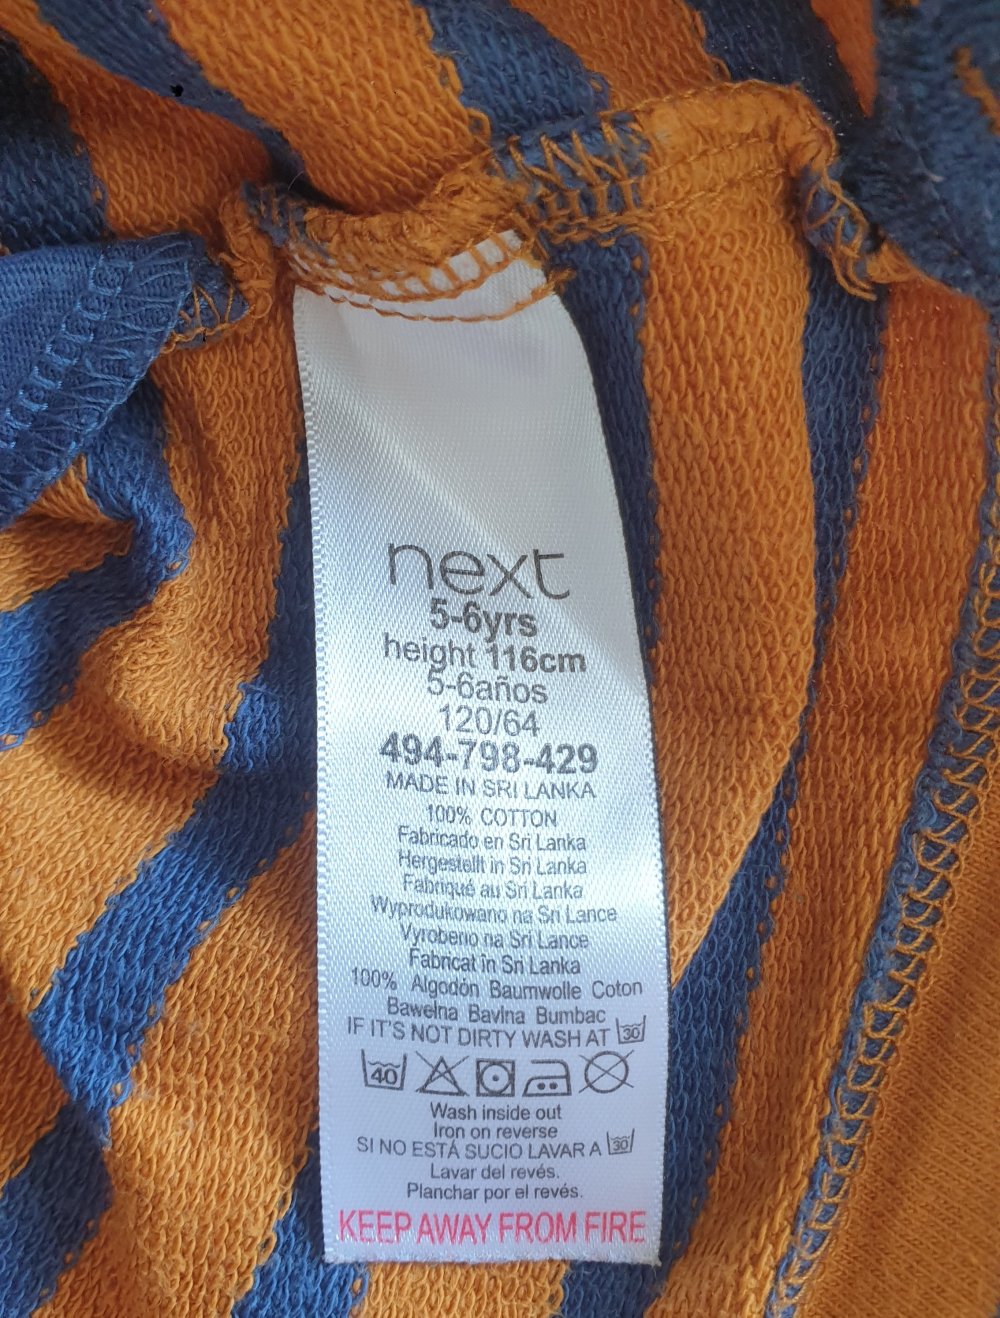 next
5-6yrs
height 116cm
5-6años
120/64
494-798-429
MADE IN SRI LANKA
100% COTTON
Fabricado en Sri Lanka
Hergestellt in Sri Lanka
Fabriqué au Sri Lanka
Wyprodukowano na Sri Lance
Vyrobeno na Sri Lance
Fabricat în Sri Lanka
100% Algodón Baumwolle Coton
Bawełna Bavlna Bumbac
IF IT'S NOT DIRTY WASH AT 30
40
Wash inside out
Iron on reverse
SI NO ESTÁ SUCIO LAVAR A 30
Lavar del revés.
Planchar por el revés.
KEEP AWAY FROM FIRE